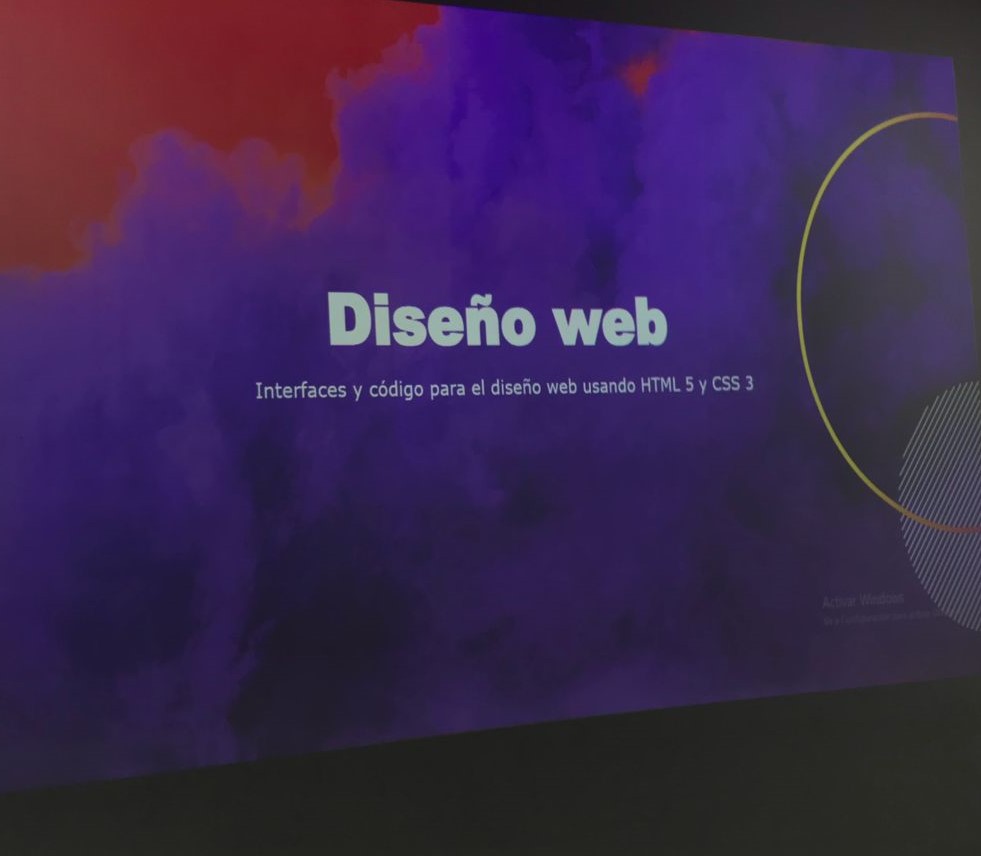 Diseño web
Interfaces y código para el diseño web usando HTML 5 y CSS 3
Activar Windows